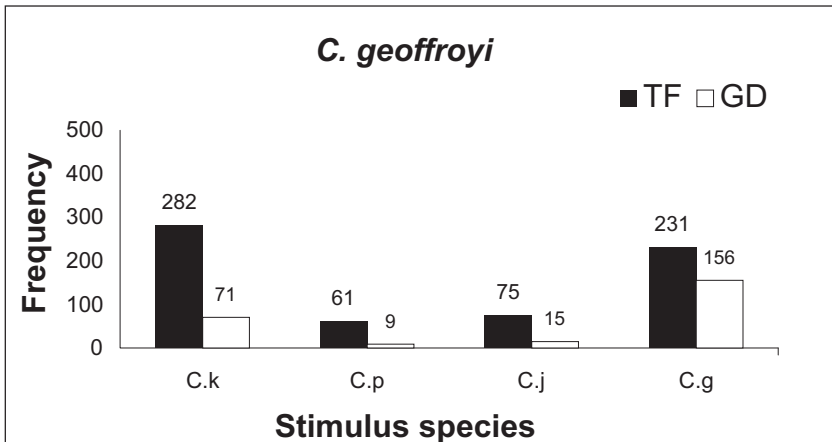 C. geoffroyi
TF GD
500
400
300
200
100
0
Frequency
282
71
61
9
75
15
231
156
C.k C.p C.j C.g
Stimulus species